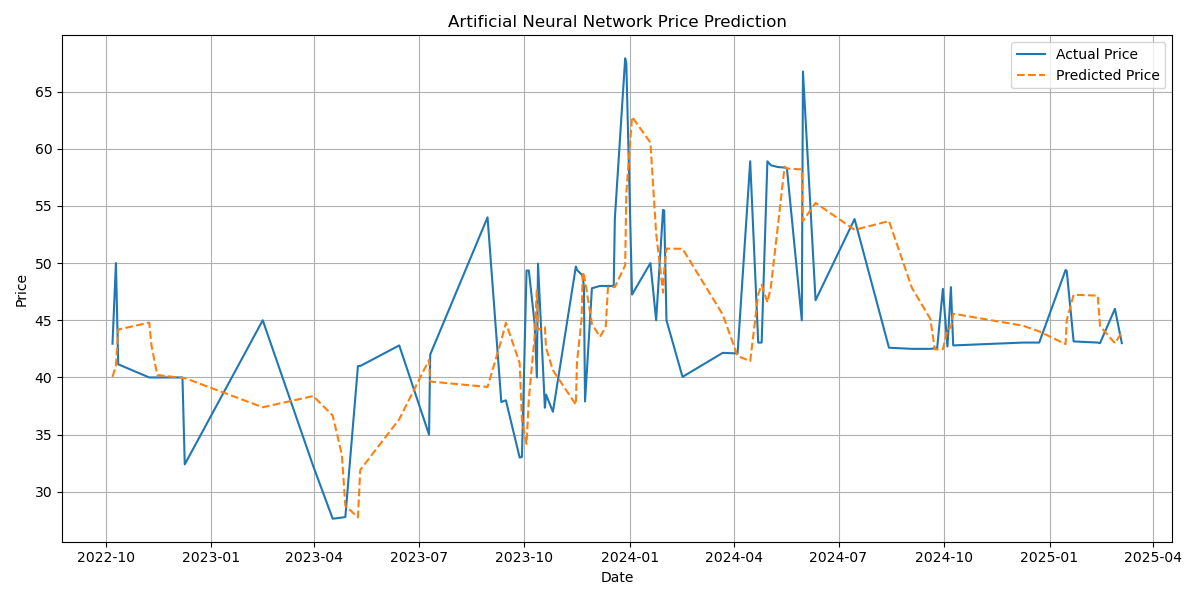 Artificial Neural Network Price Prediction
Actual Price
Predicted Price
Price
65
60
55
50
45
40
35
30
2022-10 2023-01 2023-04 2023-07 2023-10 2024-01 2024-04 2024-07 2024-10 2025-01 2025-04
Date